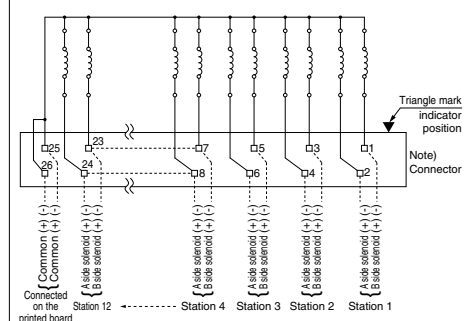 Triangle mark
indicator
position
25
23
7
5
3
1
Note)
Connector
26
24
8
6
4
2
Common (+) (-)
Common (+) (-)
A side solenoid (+) (-)
B side solenoid (+) (-)
A side solenoid (+) (-)
B side solenoid (+) (-)
A side solenoid (+) (-)
B side solenoid (+) (-)
A side solenoid (+) (-)
B side solenoid (+) (-)
A side solenoid (+) (-)
B side solenoid (+) (-)
Connected
on the
printed board
Station 12
Station 4
Station 3
Station 2
Station 1